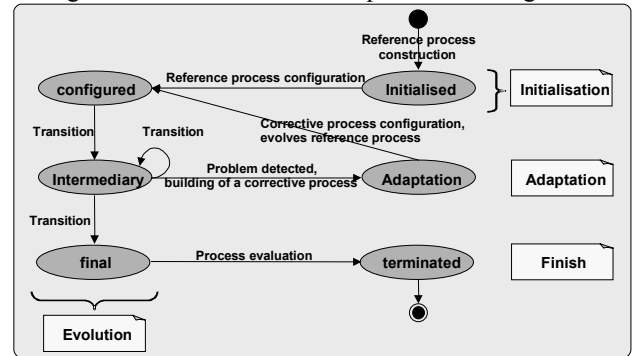 Reference process
construction
Reference process configuration
configured
Initialised
Initialisation
Transition
Transition
Corrective process configuration,
evolves reference process
Intermediary
Problem detected,
building of a corrective process
Adaptation
Adaptation
Transition
final
Process evaluation
terminated
Finish
Evolution